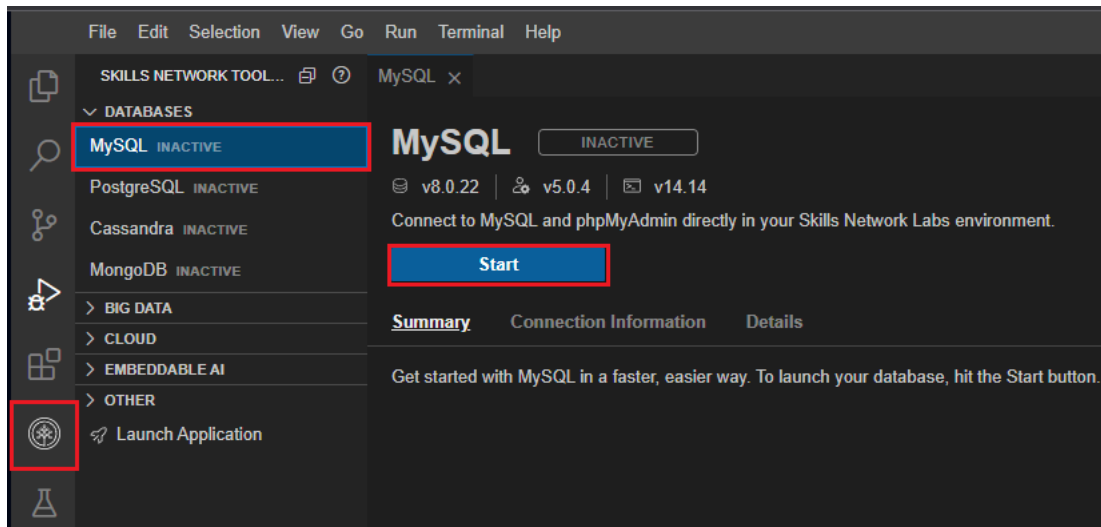 File Edit Selection View Go Run Terminal Help
SKILLS NETWORK TOOL...
DATABASES
MySQL INACTIVE
PostgreSQL INACTIVE
Cassandra INACTIVE
MongoDB INACTIVE
BIG DATA
CLOUD
EMBEDDABLE AI
OTHER
Launch Application
MySQL
MySQL INACTIVE
v8.0.22 v5.0.4 v14.14
Connect to MySQL and phpMyAdmin directly in your Skills Network Labs environment.
Start
Summary Connection Information Details
Get started with MySQL in a faster, easier way. To launch your database, hit the Start button.